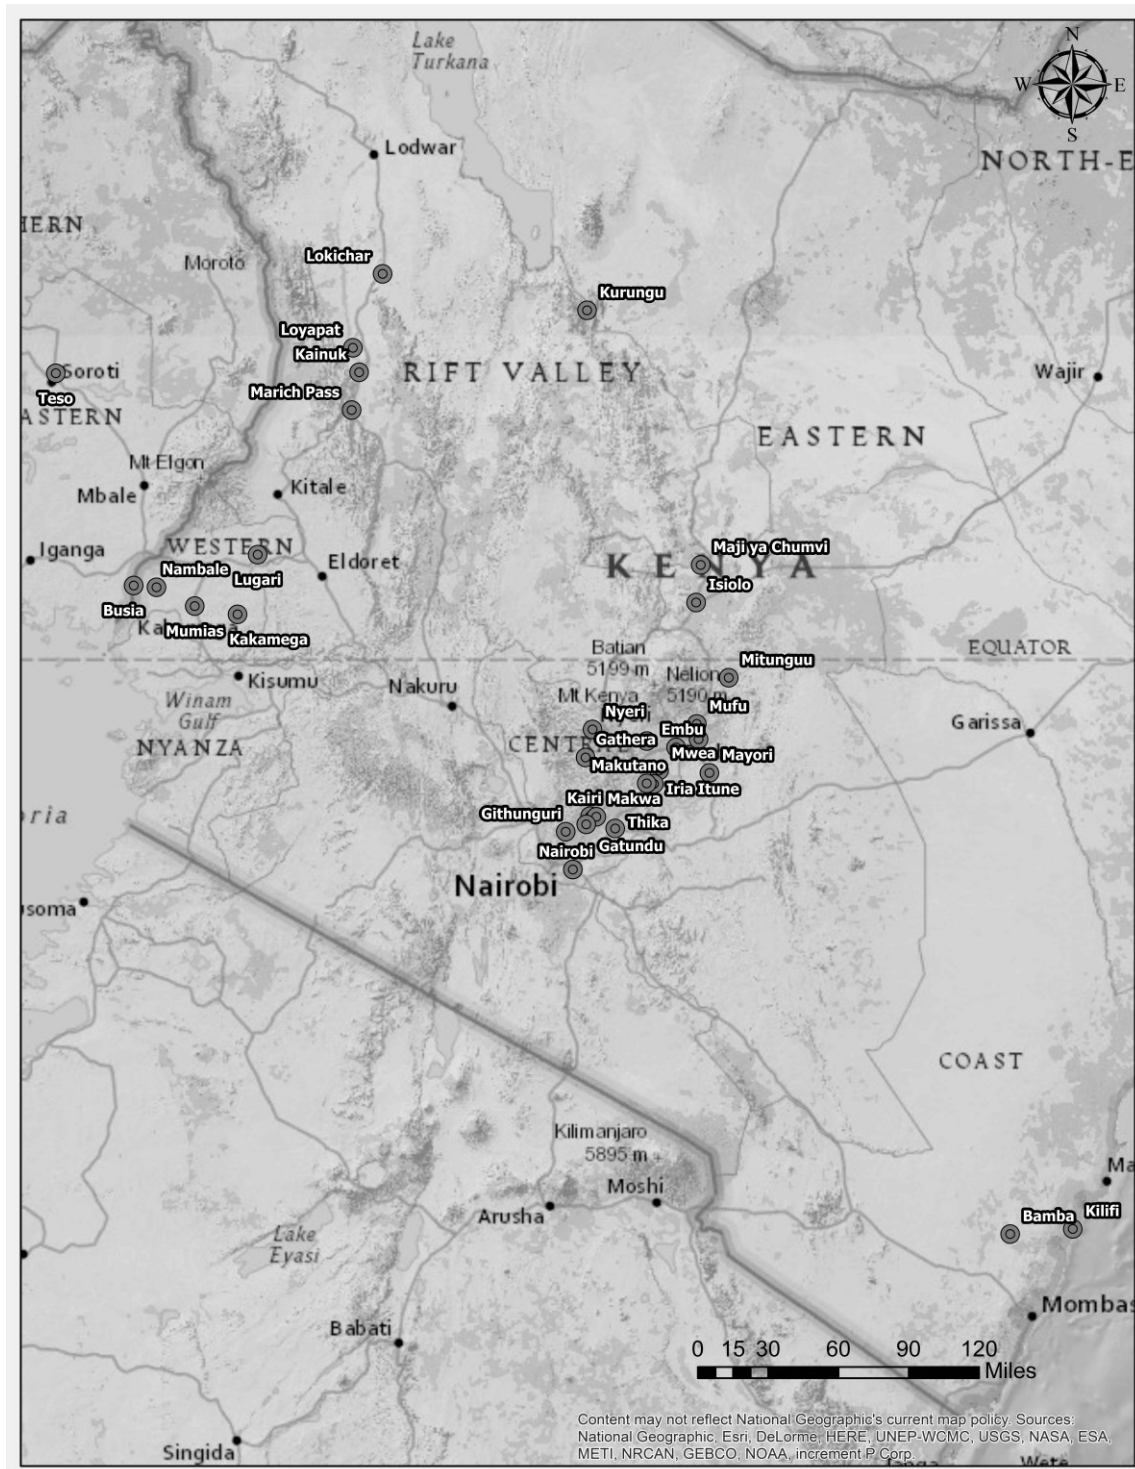 Lake
Turkana
N
W E
S
Lodwar
NORTH-E
HERN
Moroto
Lokichar
Kurungu
Loyapat
Kainuk
Soroti
RIFT VALLEY
Wajir
Marich Pass
Teso
ASTERN
EASTERN
Mt Elgon
Mbale
Kitale
Iganga
WESTERN
Maji ya Chumvi
Eldoret
KENYA
Nambale
Lugari
Isiolo
Busia
Mumias
Kakamega
Batian
5199 m
EQUATOR
Mitunguu
Nelion
5190 m
Kisumu
Nakuru
Mt Kenya
Winam
Gulf
Nyeri
Mufu
Garissa
Embu
NYANZA
CENTRAL
Gathera
Mwea
Mayori
Makutano
Iria Itune
Kairi
Makwa
Githunguri
oria
Thika
Gatundu
Nairobi
Nairobi
usoma
COAST
Kilimanjaro
5895 m
Moshi
Ma
Arusha
Bamba
Kilifi
Lake
Eyasi
Mombas
Babati
0 15 30 60 90 120
Miles
Content may not reflect National Geographic's current map policy. Sources:
National Geographic, Esri, DeLorme, HERE, UNEP-WCMC, USGS, NASA, ESA,
METI, NRCAN, GEBCO, NOAA, increment P Corp.
Singida
Wete